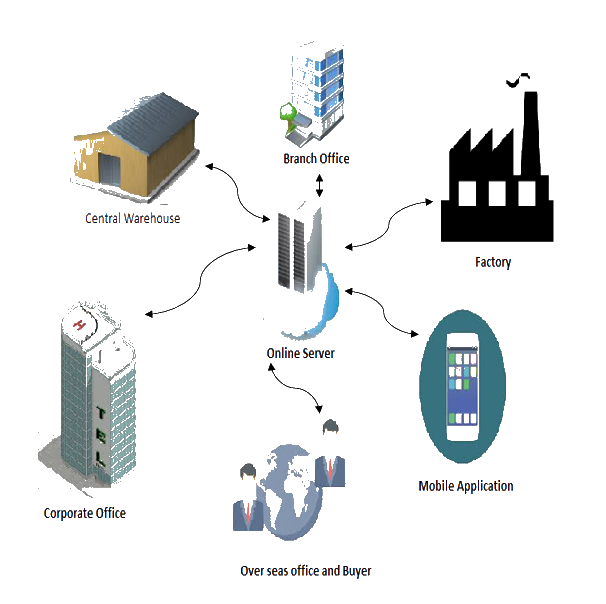 Branch Office
Central Warehouse
Factory
Online Server
Mobile Application
Corporate Office
H
Over seas office and Buyer